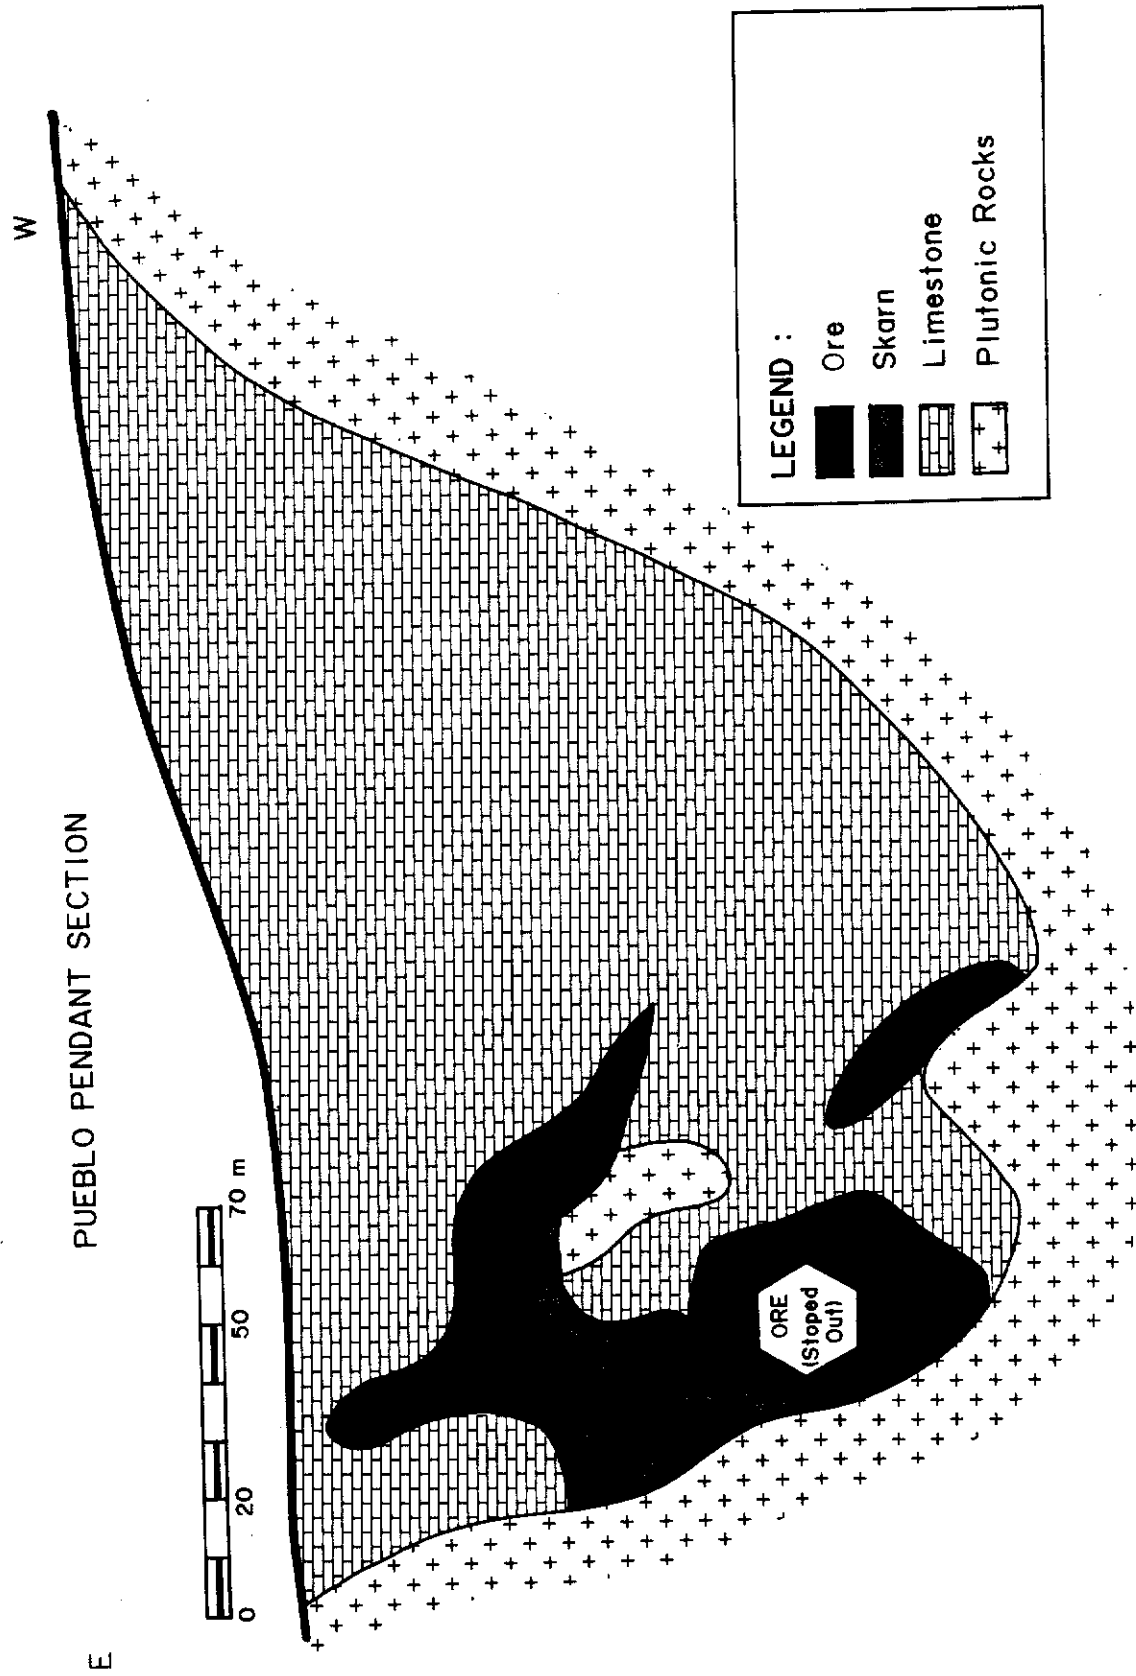 PUEBLO PENDANT SECTION
E
W
0
20
50
70 m
ORE
(Stoped
Out)
LEGEND :
Ore
Skarn
Limestone
Plutonic Rocks